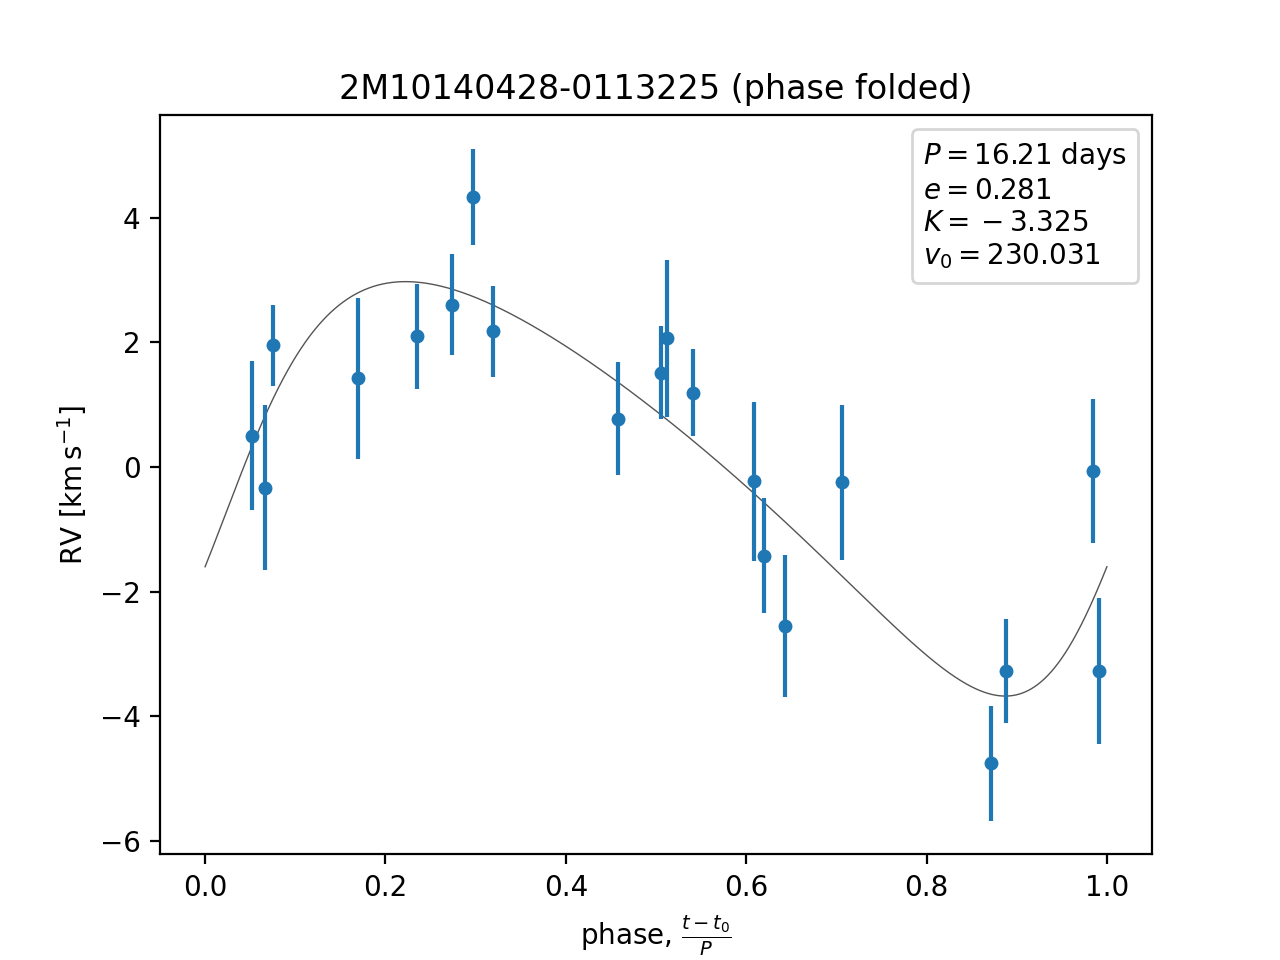 2M10140428-0113225 (phase folded)
P = 16.21 days
e = 0.281
K = −3.325
v₀ = 230.031
RV [km s⁻¹]
4
2
0
−2
−4
−6
0.0 0.2 0.4 0.6 0.8 1.0
phase, (t − t₀)/P